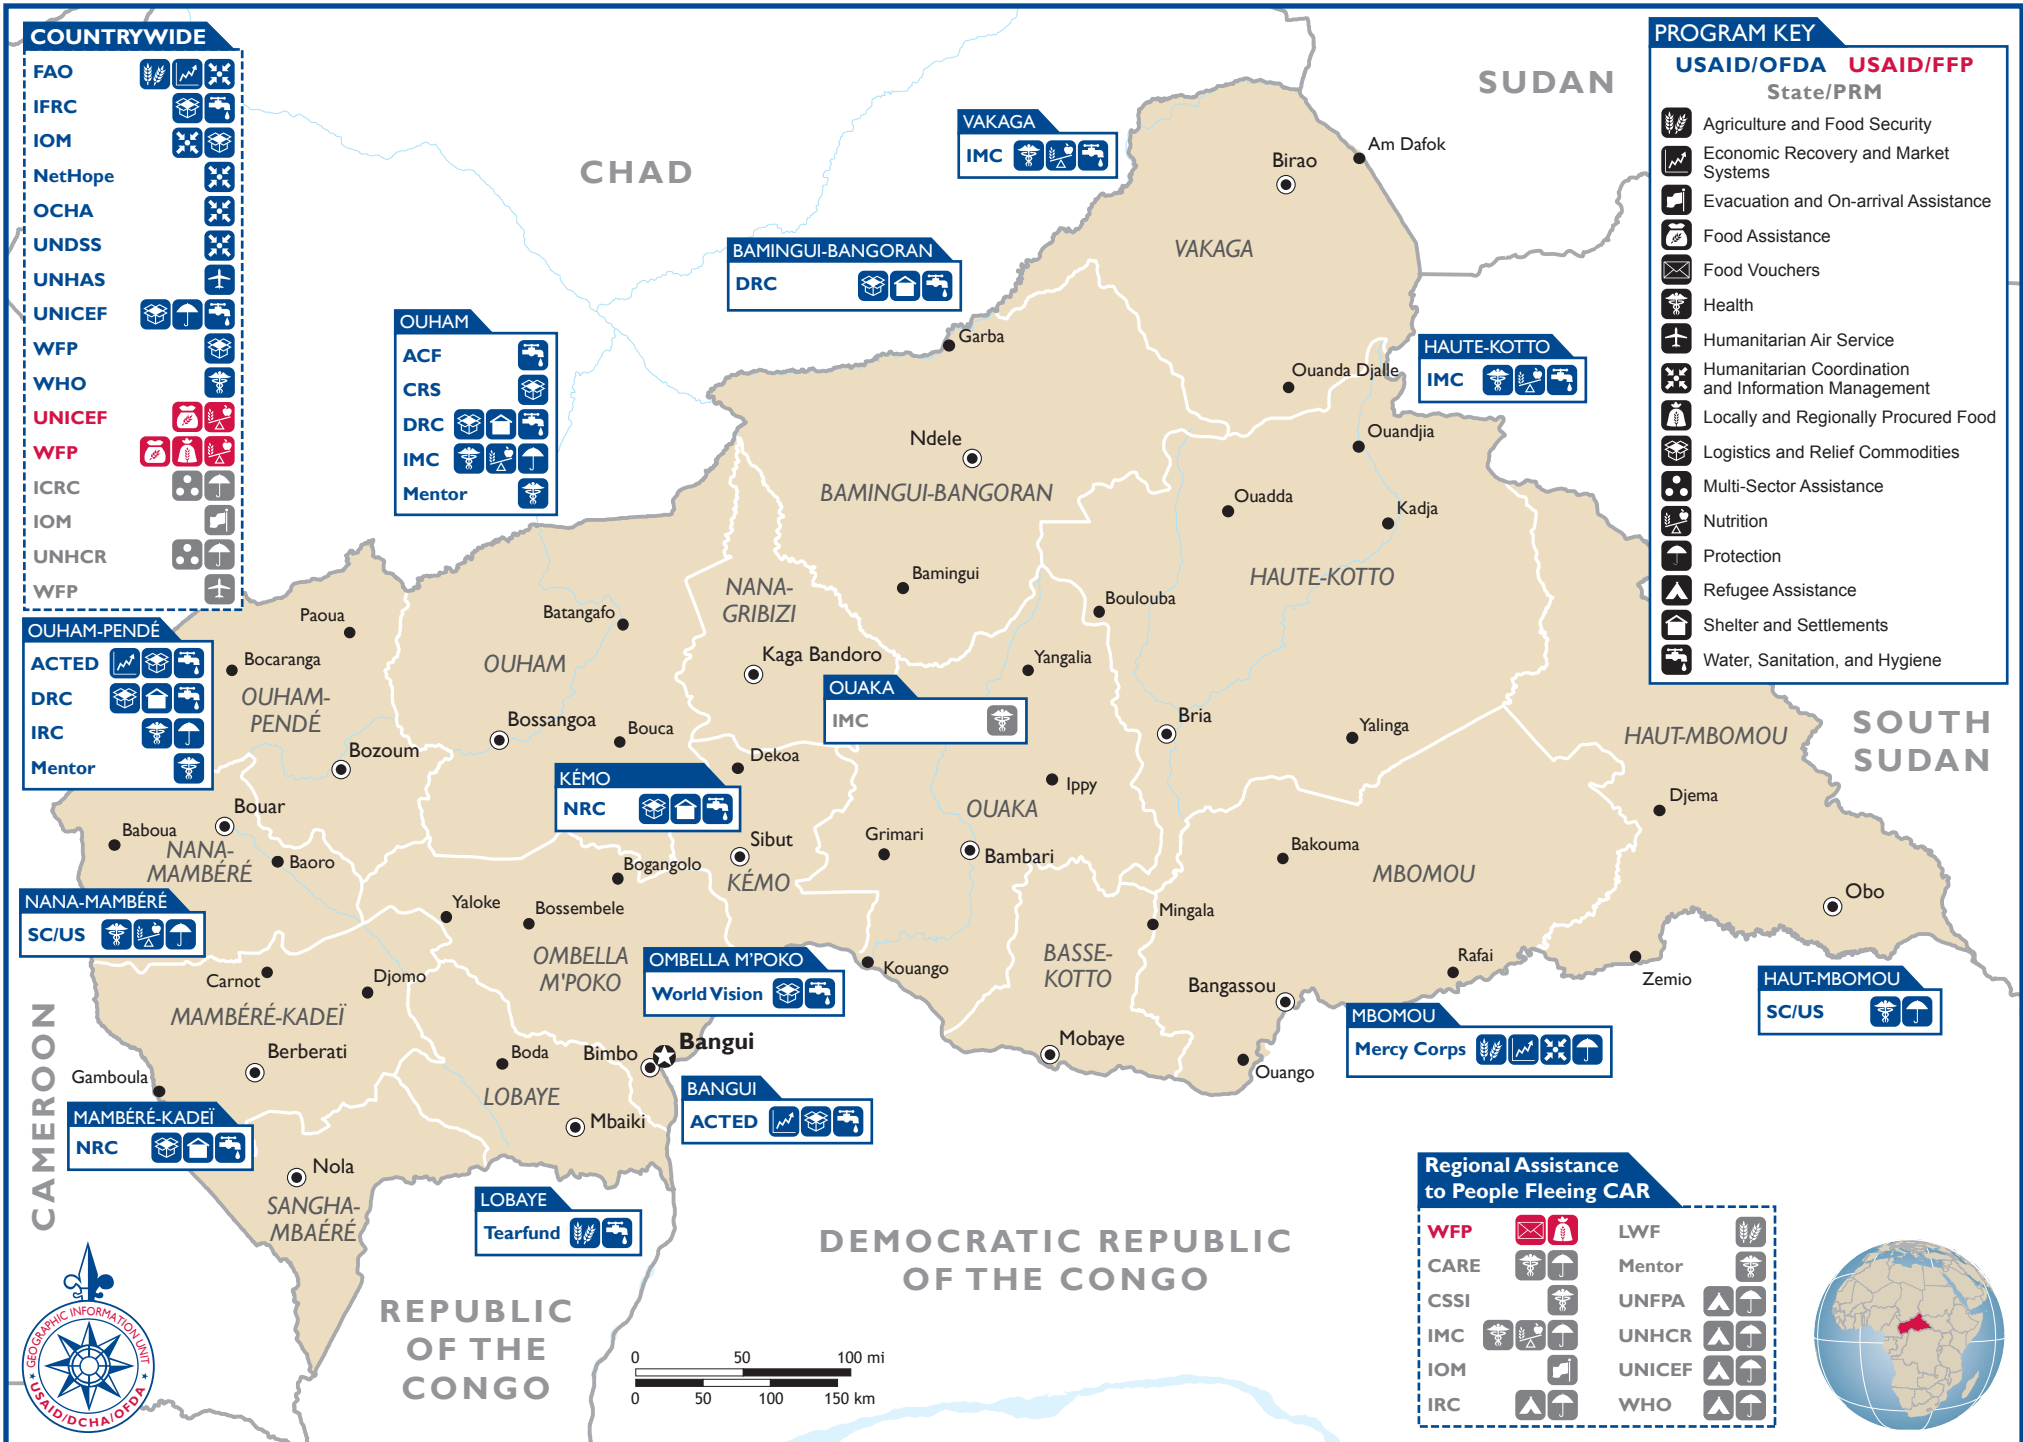 COUNTRYWIDE
FAO
IFRC
IOM
NetHope
OCHA
UNDSS
UNHAS
UNICEF
WFP
WHO
UNICEF
WFP
ICRC
IOM
UNHCR
WFP
PROGRAM KEY
USAID/OFDA USAID/FFP
State/PRM
Agriculture and Food Security
Economic Recovery and Market
Systems
Evacuation and On-arrival Assistance
Food Assistance
Food Vouchers
Health
Humanitarian Air Service
Humanitarian Coordination
and Information Management
Locally and Regionally Procured Food
Logistics and Relief Commodities
Multi-Sector Assistance
Nutrition
Protection
Refugee Assistance
Shelter and Settlements
Water, Sanitation, and Hygiene
SUDAN
CHAD
VAKAGA
IMC
Am Dafok
Birao
VAKAGA
BAMINGUI-BANGORAN
DRC
OUHAM
ACF
CRS
DRC
IMC
Mentor
Garba
HAUTE-KOTTO
IMC
Ouanda Djalle
Ouandjia
Ndele
BAMINGUI-BANGORAN
Ouadda
Kadja
Bamingui
HAUTE-KOTTO
NANA-
GRIBIZI
Boulouba
Paoua
Batangafo
OUHAM-PENDÉ
ACTED
DRC
IRC
Mentor
Bocaranga
OUHAM-
PENDÉ
OUHAM
Kaga Bandoro
Yangalia
OUAKA
IMC
Bossangoa
Bouca
Bria
Yalinga
HAUT-MBOMOU
SOUTH
SUDAN
Bozoum
Dekoa
KÉMO
NRC
Ippy
OUAKA
Djema
Bouar
Baboua
NANA-
MAMBÉRÉ
Baoro
Sibut
Grimari
Bambari
Bakouma
Bogangolo
KÉMO
MBOMOU
Obo
NANA-MAMBÉRÉ
SC/US
Yaloke
Bossembele
Mingala
OMBELLA
M'POKO
OMBELLA M'POKO
World Vision
BASSE-
KOTTO
Kouango
Rafai
Zemio
HAUT-MBOMOU
SC/US
Carnot
Djomo
MAMBÉRÉ-KADEÏ
Bangassou
MBOMOU
Mercy Corps
CAMEROON
Berberati
Boda
Bimbo
Bangui
Mobaye
Ouango
Gamboula
LOBAYE
BANGUI
ACTED
MAMBÉRÉ-KADEÏ
NRC
Mbaiki
Nola
SANGHA-
MBAÉRÉ
LOBAYE
Tearfund
DEMOCRATIC REPUBLIC
OF THE CONGO
REPUBLIC
OF THE
CONGO
0 50 100 mi
0 50 100 150 km
Regional Assistance
to People Fleeing CAR
WFP
CARE
CSSI
IMC
IOM
IRC
LWF
Mentor
UNFPA
UNHCR
UNICEF
WHO
GEOGRAPHIC INFORMATION UNIT
USAID/DCHA/OFDA